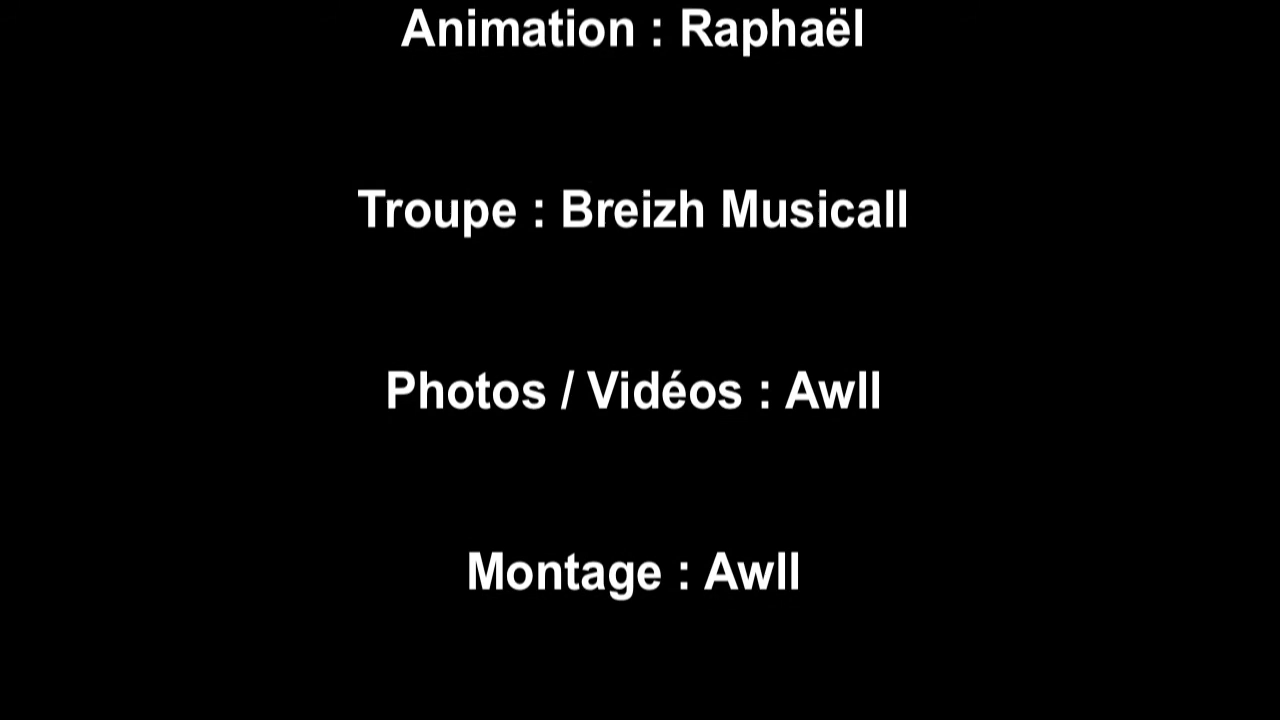 Animation : Raphaël
Troupe : Breizh Musicall
Photos / Vidéos : Awll
Montage : Awll